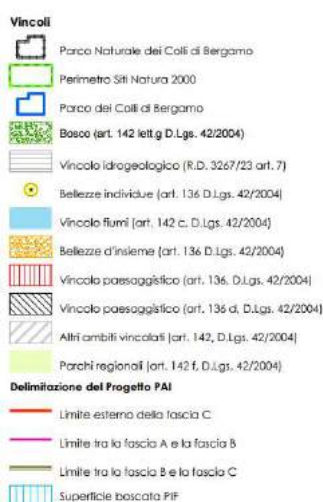 Vincoli
Parco Naturale dei Colli di Bergamo
Perimetro Siti Natura 2000
Parco dei Colli di Bergamo
Bosco (art. 142 lett.g D.Lgs. 42/2004)
Vincolo idrogeologico (R.D. 3267/23 art. 7)
Bellezze individue (art. 136 D.Lgs. 42/2004)
Vincolo fiumi (art. 142 c, D.Lgs. 42/2004)
Bellezze d'insieme (art. 136 D.Lgs. 42/2004)
Vincolo paesaggistico (art. 136, D.Lgs. 42/2004)
Vincolo paesaggistico (art. 136 d, D.Lgs. 42/2004)
Altri ambiti vincolati (art. 142, D.Lgs. 42/2004)
Parchi regionali (art. 142 f, D.Lgs. 42/2004)
Delimitazione del Progetto PAI
Limite esterno della fascia C
Limite tra la fascia A e la fascia B
Limite tra la fascia B e la fascia C
Superficie boscata PIF